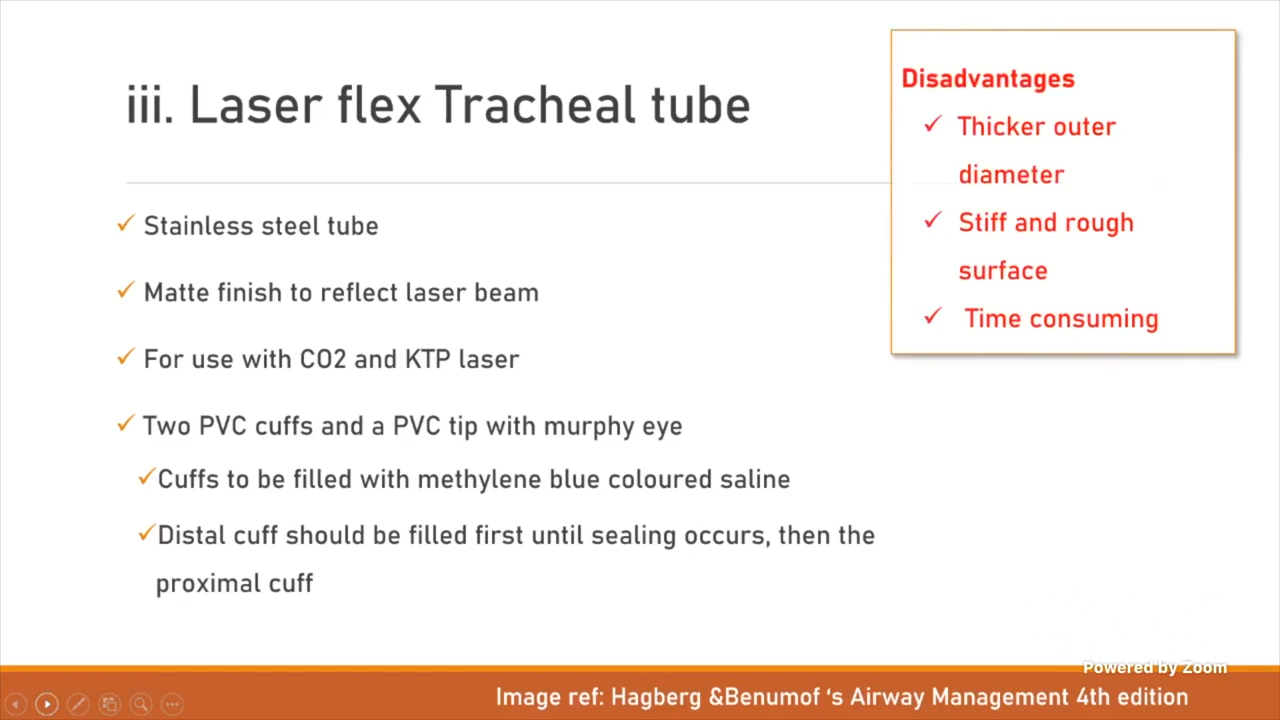 iii. Laser flex Tracheal tube
Stainless steel tube
Matte finish to reflect laser beam
For use with CO2 and KTP laser
Two PVC cuffs and a PVC tip with murphy eye
Cuffs to be filled with methylene blue coloured saline
Distal cuff should be filled first until sealing occurs, then the
proximal cuff
Disadvantages
Thicker outer
diameter
Stiff and rough
surface
Time consuming
Powered by Zoom
Image ref: Hagberg &Benumof ‘s Airway Management 4th edition